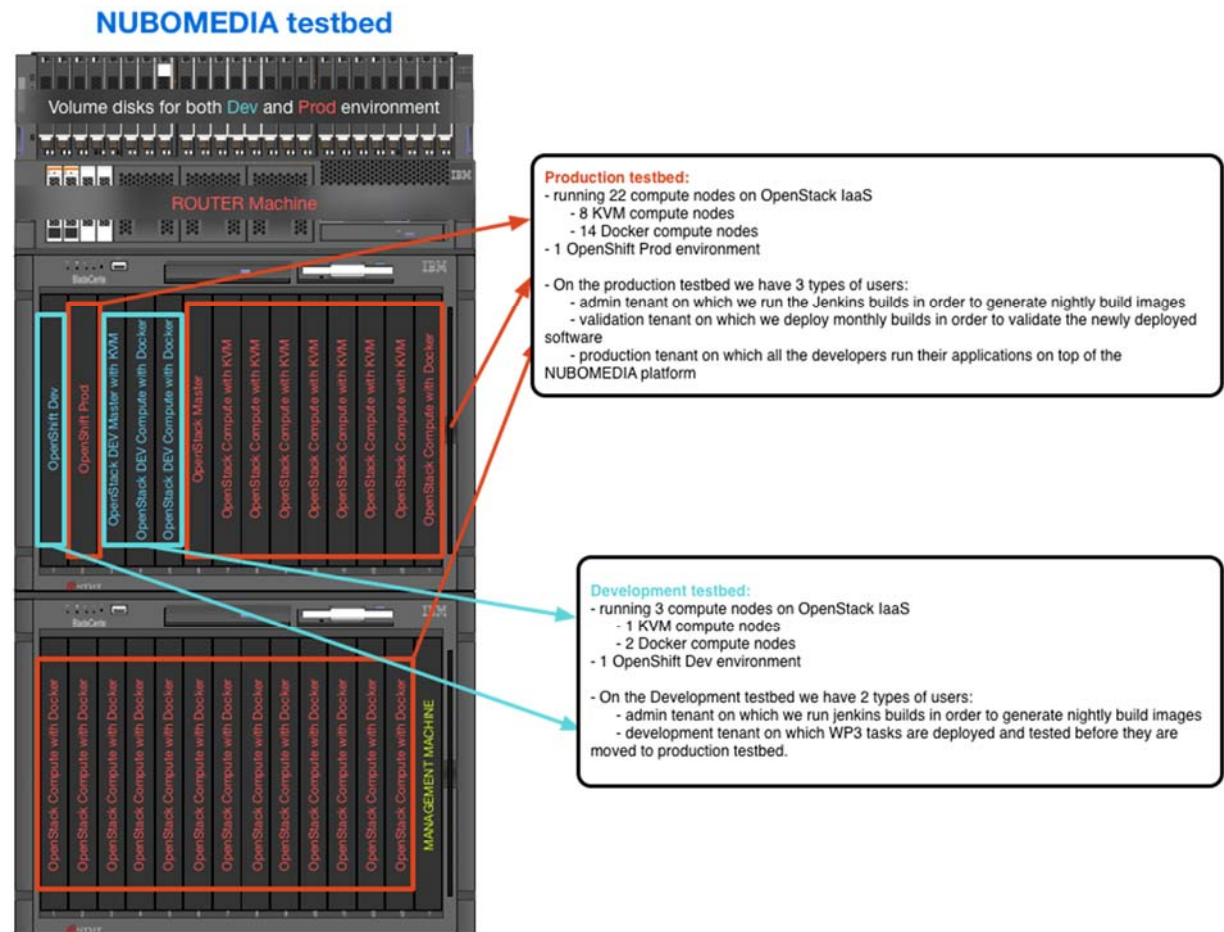 NUBOMEDIA testbed
Volume disks for both Dev and Prod environment
IBM
ROUTER Machine
IBM
OpenShift Dev
OpenShift Prod
OpenStack DEV Master with KVM
OpenStack DEV Compute with Docker
OpenStack DEV Compute with Docker
OpenStack Master
OpenStack Compute with KVM
OpenStack Compute with KVM
OpenStack Compute with KVM
OpenStack Compute with KVM
OpenStack Compute with KVM
OpenStack Compute with KVM
OpenStack Compute with KVM
OpenStack Compute with Docker
IBM
OpenStack Compute with Docker
OpenStack Compute with Docker
OpenStack Compute with Docker
OpenStack Compute with Docker
OpenStack Compute with Docker
OpenStack Compute with Docker
OpenStack Compute with Docker
OpenStack Compute with Docker
OpenStack Compute with Docker
OpenStack Compute with Docker
OpenStack Compute with Docker
OpenStack Compute with Docker
OpenStack Compute with Docker
MANAGEMENT MACHINE
Production testbed:
- running 22 compute nodes on OpenStack IaaS
- 8 KVM compute nodes
- 14 Docker compute nodes
- 1 OpenShift Prod environment
- On the production testbed we have 3 types of users:
- admin tenant on which we run the Jenkins builds in order to generate nightly build images
- validation tenant on which we deploy monthly builds in order to validate the newly deployed
software
- production tenant on which all the developers run their applications on top of the
NUBOMEDIA platform
Development testbed:
- running 3 compute nodes on OpenStack IaaS
- 1 KVM compute nodes
- 2 Docker compute nodes
- 1 OpenShift Dev environment
- On the Development testbed we have 2 types of users:
- admin tenant on which we run jenkins builds in order to generate nightly build images
- development tenant on which WP3 tasks are deployed and tested before they are
moved to production testbed.